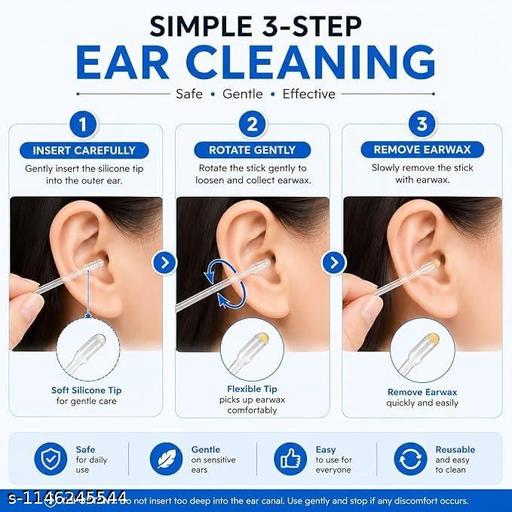 SIMPLE 3-STEP
EAR CLEANING
Safe • Gentle • Effective
1
INSERT CAREFULLY
Gently insert the silicone tip
into the outer ear.
Soft Silicone Tip
for gentle care
2
ROTATE GENTLY
Rotate the stick gently to
loosen and collect earwax.
Flexible Tip
picks up earwax
comfortably
3
REMOVE EARWAX
Slowly remove the stick
with earwax.
Remove Earwax
quickly and easily
Safe
for daily
use
Gentle
on sensitive
ears
Easy
to use for
everyone
Reusable
and easy
to clean
s-1146245544
do not insert too deep into the ear canal. Use gently and stop if any discomfort occurs.